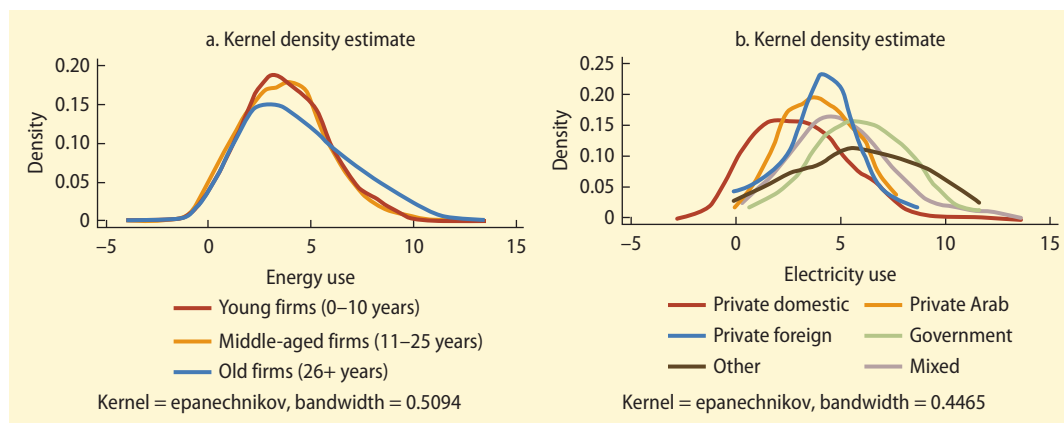 a. Kernel density estimate
0.20
0.15
0.10
0.05
0
Density
−5
0
5
10
15
Energy use
Young firms (0–10 years)
Middle-aged firms (11–25 years)
Old firms (26+ years)
Kernel = epanechnikov, bandwidth = 0.5094
b. Kernel density estimate
0.25
0.20
0.15
0.10
0.05
0
Density
−5
0
5
10
15
Electricity use
Private domestic
Private Arab
Private foreign
Government
Other
Mixed
Kernel = epanechnikov, bandwidth = 0.4465